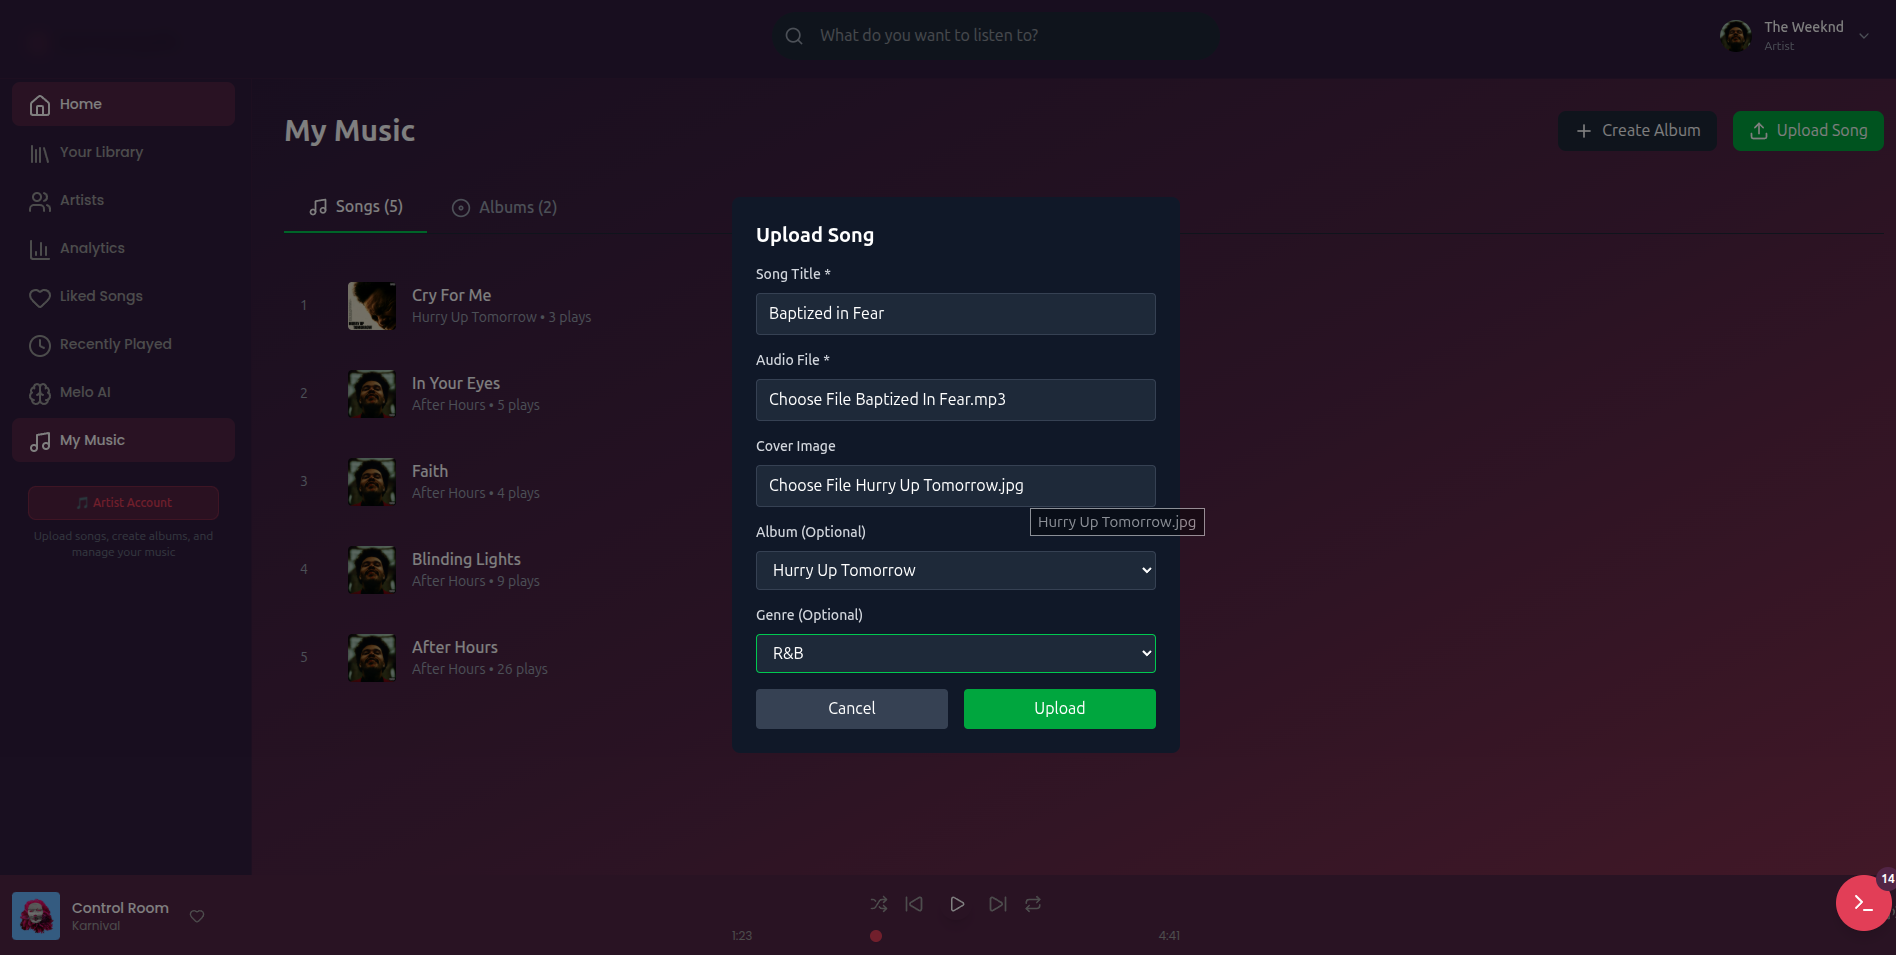 What do you want to listen to?
The Weeknd
Artist
Home
Your Library
Artists
Analytics
Liked Songs
Recently Played
Melo AI
My Music
🎵 Artist Account
Upload songs, create albums, and
manage your music
My Music
Create Album
Upload Song
Songs (5)
Albums (2)
1
Cry For Me
Hurry Up Tomorrow • 3 plays
2
In Your Eyes
After Hours • 5 plays
3
Faith
After Hours • 4 plays
4
Blinding Lights
After Hours • 9 plays
5
After Hours
After Hours • 26 plays
Upload Song
Song Title *
Baptized in Fear
Audio File *
Choose File Baptized In Fear.mp3
Cover Image
Choose File Hurry Up Tomorrow.jpg
Hurry Up Tomorrow.jpg
Album (Optional)
Hurry Up Tomorrow
Genre (Optional)
R&B
Cancel
Upload
Control Room
Karnival
1:23
4:41
14